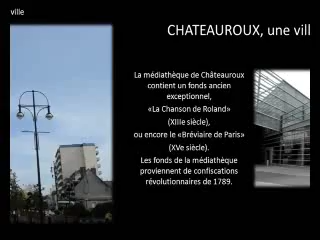 ville
CHATEAUROUX, une vill
La médiathèque de Châteauroux
contient un fonds ancien
exceptionnel,
«La Chanson de Roland»
(XIIIe siècle),
ou encore le «Bréviaire de Paris»
(XVe siècle).
Les fonds de la médiathèque
proviennent de confiscations
révolutionnaires de 1789.